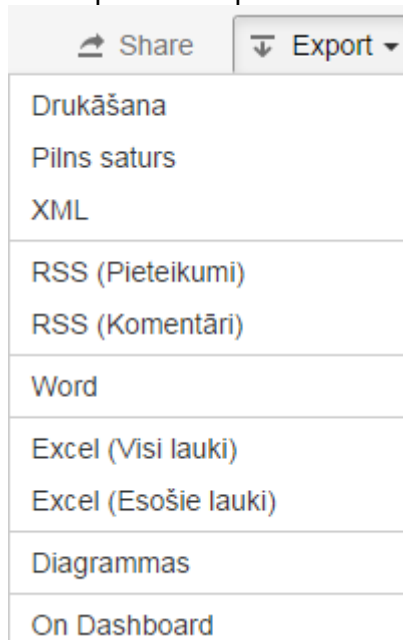 Share Export
Drukāšana
Pilns saturs
XML
RSS (Pieteikumi)
RSS (Komentāri)
Word
Excel (Visi lauki)
Excel (Esošie lauki)
Diagrammas
On Dashboard